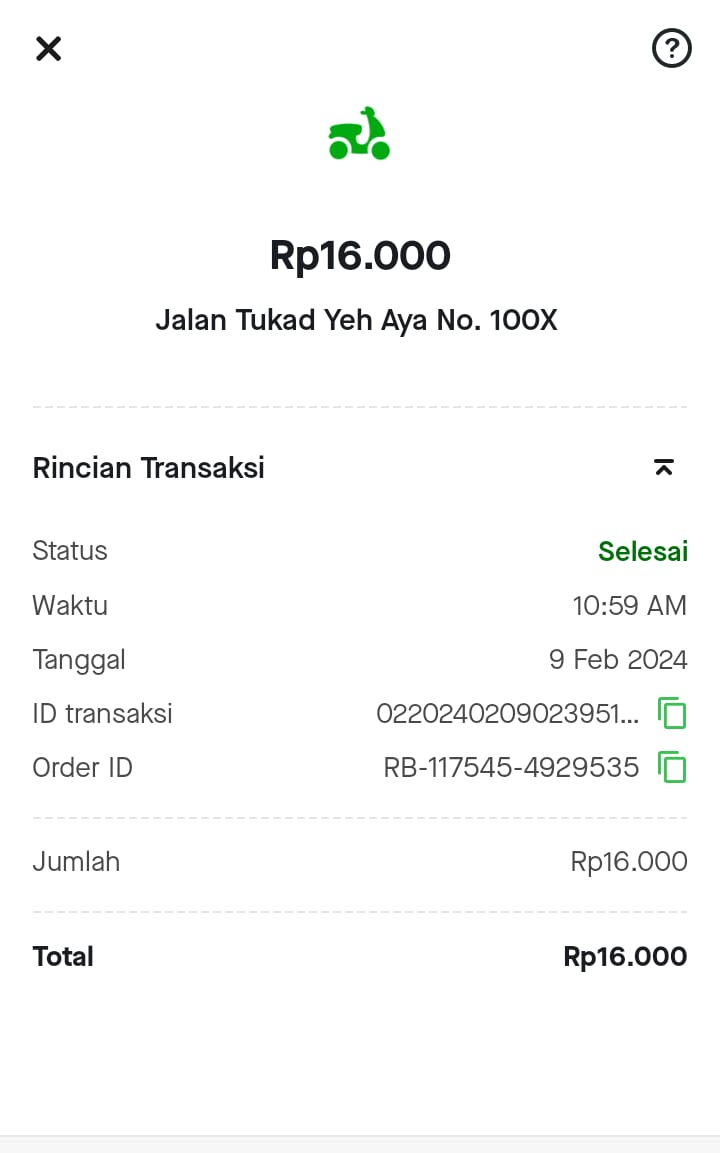 Rp16.000
Jalan Tukad Yeh Aya No. 100X
Rincian Transaksi
Status Selesai
Waktu 10:59 AM
Tanggal 9 Feb 2024
ID transaksi 0220240209023951...
Order ID RB-117545-4929535
Jumlah Rp16.000
Total Rp16.000